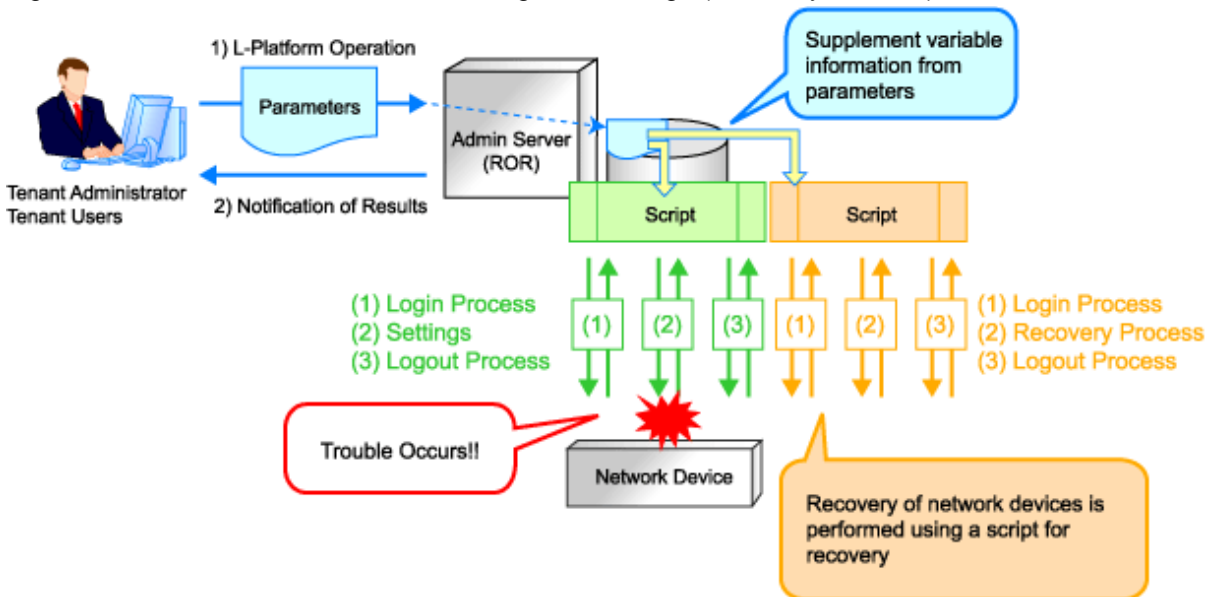 1) L-Platform Operation
Parameters
2) Notification of Results
Tenant Administrator
Tenant Users
Admin Server
(ROR)
Supplement variable
information from
parameters
Script
Script
(1) Login Process
(2) Settings
(3) Logout Process
(1)
(2)
(3)
(1)
(2)
(3)
(1) Login Process
(2) Recovery Process
(3) Logout Process
Trouble Occurs!!
Network Device
Recovery of network devices is
performed using a script for
recovery